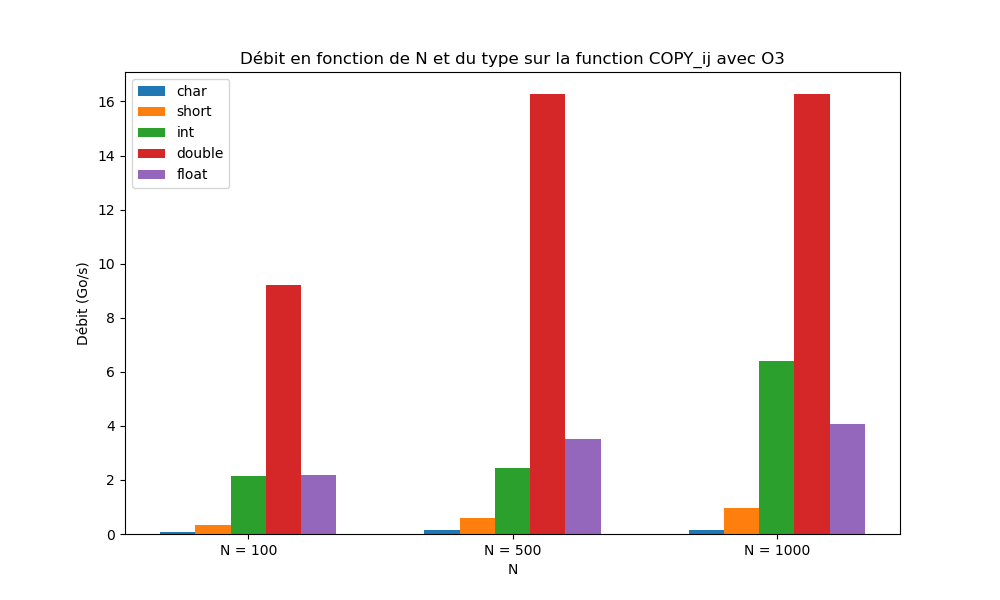 Débit en fonction de N et du type sur la function COPY_ij avec O3
char
short
int
double
float
16
14
12
10
8
6
4
2
0
Débit (Go/s)
N = 100
N = 500
N = 1000
N